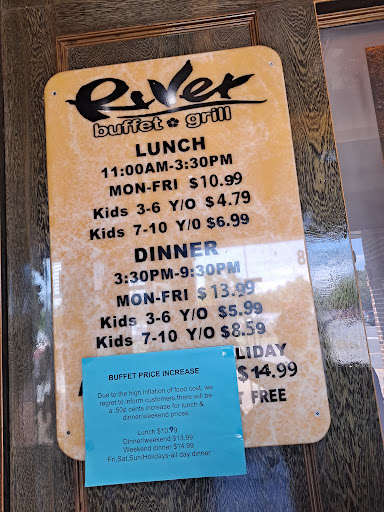 River
buffet grill
LUNCH
11:00AM-3:30PM
MON-FRI $10.99
Kids 3-6 Y/O $4.79
Kids 7-10 Y/O $6.99
DINNER
3:30PM-9:30PM
MON-FRI $13.99
Kids 3-6 Y/O $5.99
Kids 7-10 Y/O $8.59
LIDAY
$14.99
FREE
BUFFET PRICE INCREASE
Due to the high inflation of food cost, we
regret to inform customers there will be
a .50¢ cents increase for lunch &
dinner/weekend prices.
Lunch $10.99
Dinner/weekend $13.99
Weekend dinner $14.99
Fri,Sat,Sun/Holidays-all day dinner